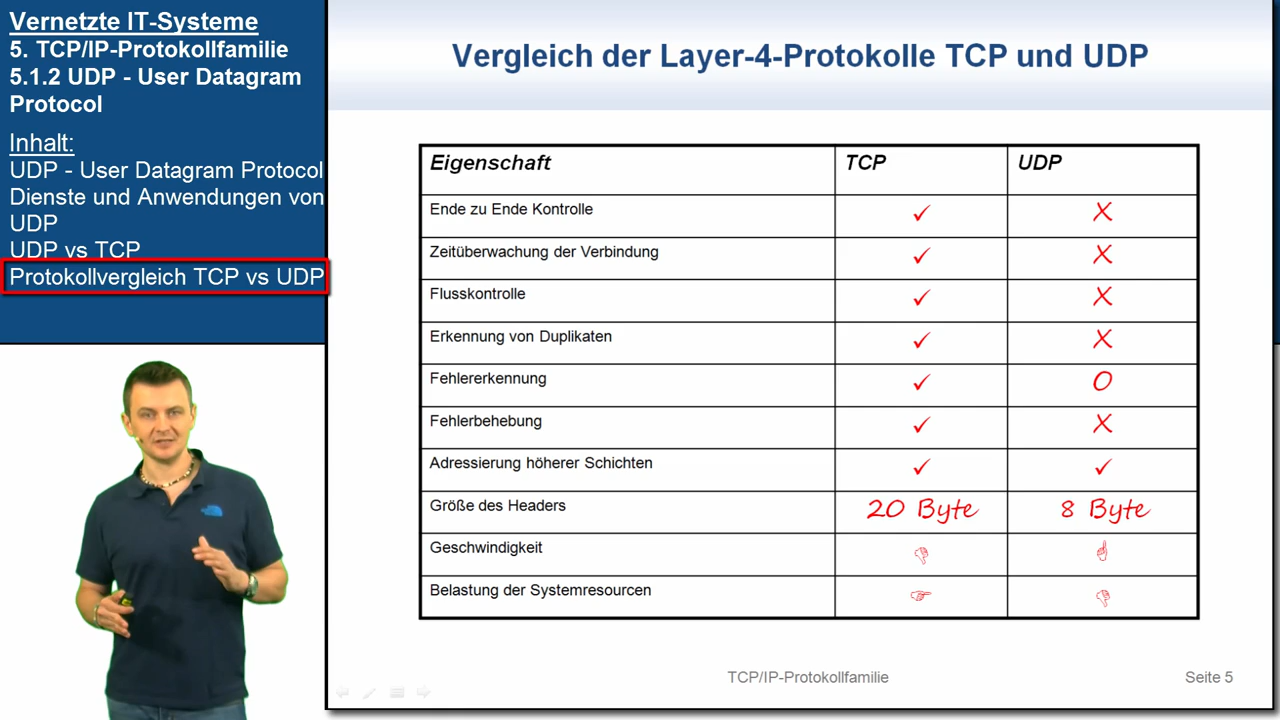 Vernetzte IT-Systeme
5. TCP/IP-Protokollfamilie
5.1.2 UDP - User Datagram
Protocol
Inhalt:
UDP - User Datagram Protocol
Dienste und Anwendungen von
UDP
UDP vs TCP
Protokollvergleich TCP vs UDP
Vergleich der Layer-4-Protokolle TCP und UDP
Eigenschaft TCP UDP
Ende zu Ende Kontrolle ✓ X
Zeitüberwachung der Verbindung ✓ X
Flusskontrolle ✓ X
Erkennung von Duplikaten ✓ X
Fehlererkennung ✓ O
Fehlerbehebung ✓ X
Adressierung höherer Schichten ✓ ✓
Größe des Headers 20 Byte 8 Byte
Geschwindigkeit
Belastung der Systemresourcen
TCP/IP-Protokollfamilie Seite 5